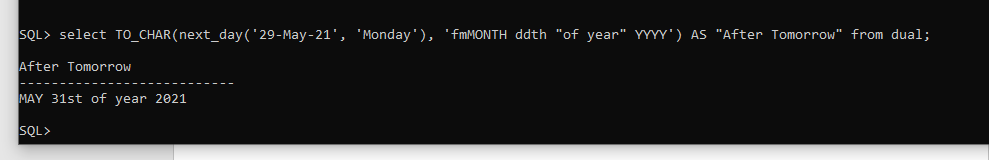 SQL> select TO_CHAR(next_day('29-May-21', 'Monday'), 'fmMONTH ddth "of year" YYYY') AS "After Tomorrow" from dual;
After Tomorrow
---------------------------
MAY 31st of year 2021
SQL>